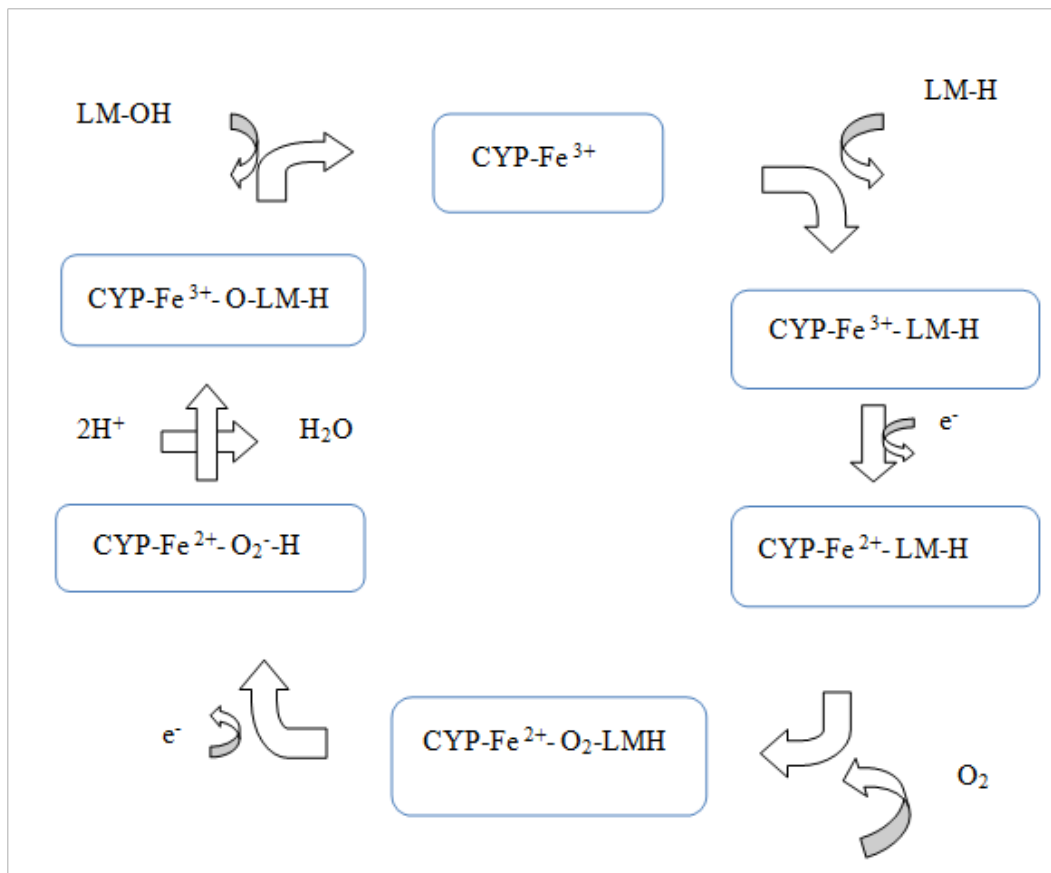 LM-OH
CYP-Fe ³⁺
LM-H
CYP-Fe ³⁺- O-LM-H
CYP-Fe ³⁺- LM-H
2H⁺
H₂O
e⁻
CYP-Fe ²⁺- O₂⁻-H
CYP-Fe ²⁺- LM-H
e⁻
CYP-Fe ²⁺- O₂-LMH
O₂